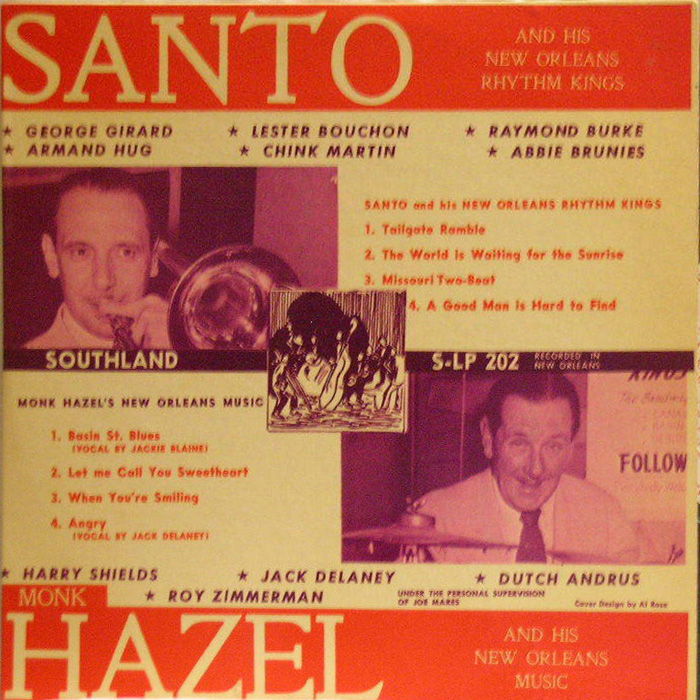 SANTO
AND HIS
NEW ORLEANS
RHYTHM KINGS
★ GEORGE GIRARD ★ LESTER BOUCHON ★ RAYMOND BURKE
★ ARMAND HUG ★ CHINK MARTIN ★ ABBIE BRUNIES
SANTO and his NEW ORLEANS RHYTHM KINGS
1. Tailgate Ramble
2. The World is Waiting for the Sunrise
3. Missouri Two-Beat
4. A Good Man is Hard to Find
SOUTHLAND
S-LP 202
RECORDED IN
NEW ORLEANS
MONK HAZEL'S NEW ORLEANS MUSIC
1. Basin St. Blues
(VOCAL BY JACKIE BLAINE)
2. Let me Call You Sweetheart
3. When You're Smiling
4. Angry
(VOCAL BY JACK DELANEY)
KINGS
FOLLOW
★ HARRY SHIELDS ★ JACK DELANEY ★ DUTCH ANDRUS
★ ROY ZIMMERMAN
UNDER THE PERSONAL SUPERVISION
OF JOE MARES
Cover Design by Al Rose
MONK
HAZEL
AND HIS
NEW ORLEANS
MUSIC